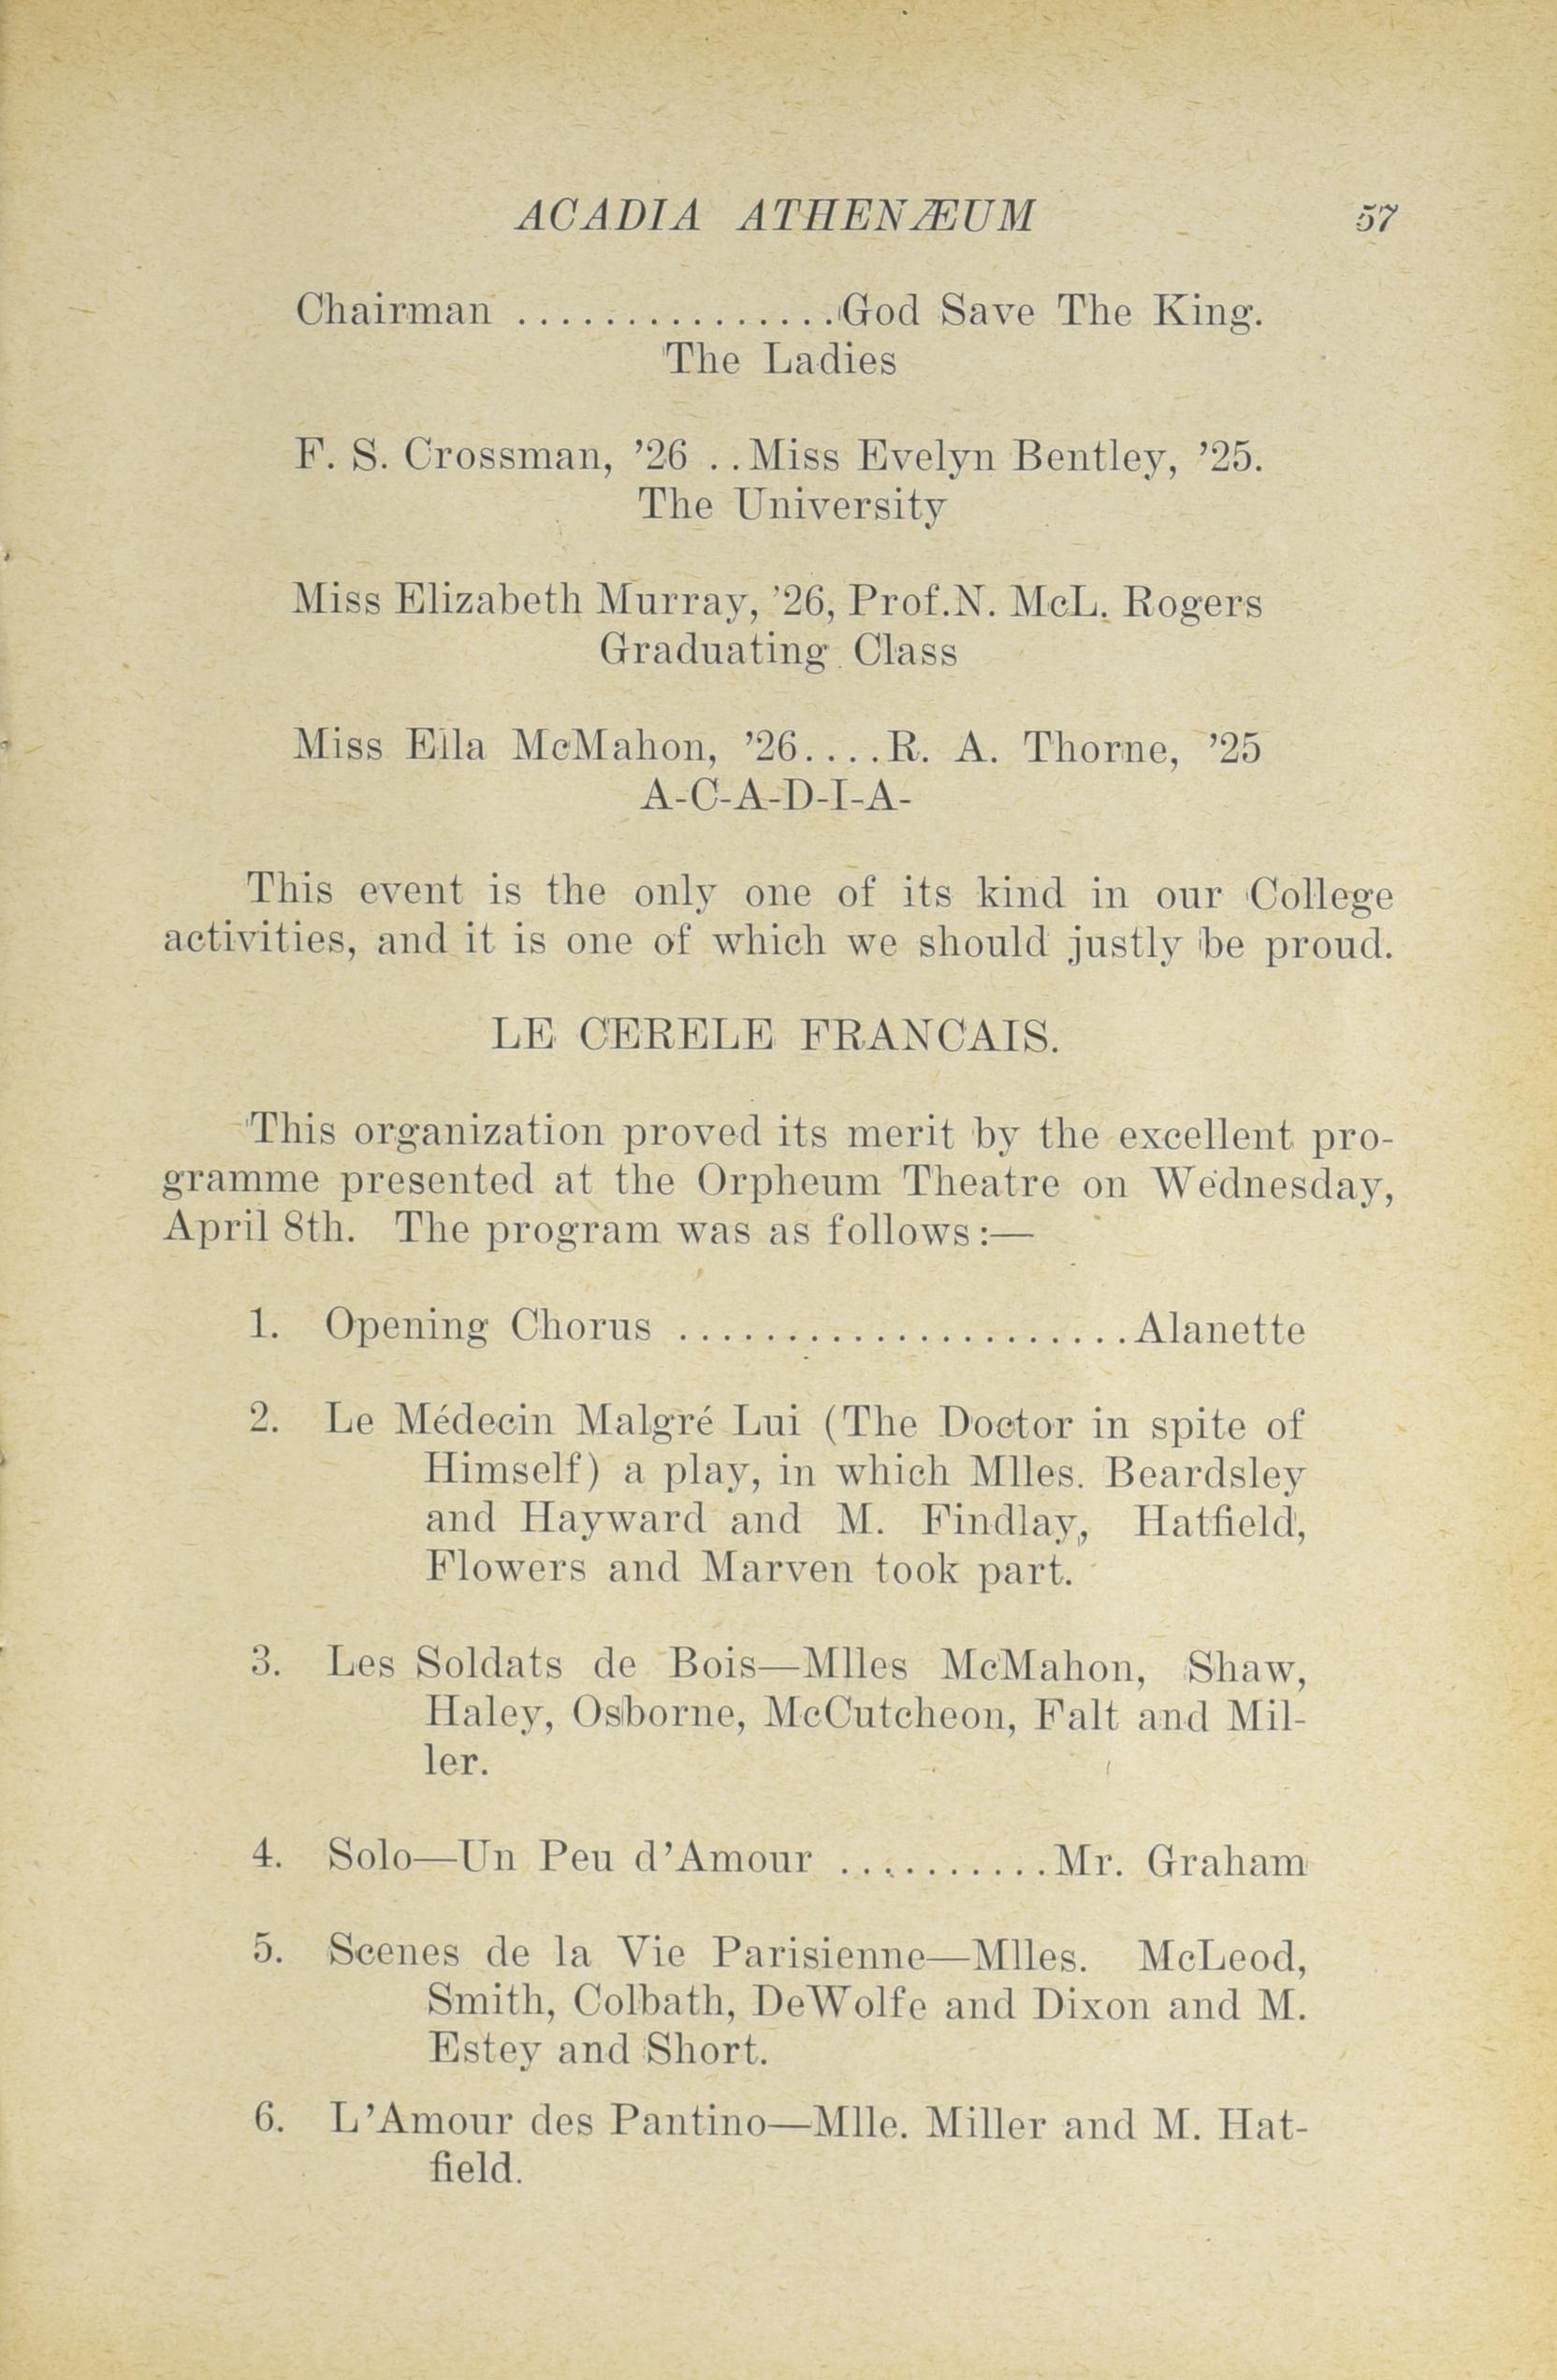 ACADIA ATHENÆUM 57
Chairman ...............God Save The King.
The Ladies
F. S. Crossman, ’26 ..Miss Evelyn Bentley, ’25.
The University
Miss Elizabeth Murray, ’26, Prof.N. McL. Rogers
Graduating Class
Miss Ella McMahon, ’26....R. A. Thorne, ’25
A-C-A-D-I-A-
This event is the only one of its kind in our College
activities, and it is one of which we should justly be proud.
LE CERELE FRANCAIS.
This organization proved its merit by the excellent pro-
gramme presented at the Orpheum Theatre on Wednesday,
April 8th. The program was as follows:—
1. Opening Chorus .....................Alanette
2. Le Médecin Malgré Lui (The Doctor in spite of
Himself) a play, in which Mlles. Beardsley
and Hayward and M. Findlay, Hatfield,
Flowers and Marven took part.
3. Les Soldats de Bois—Mlles McMahon, Shaw,
Haley, Osborne, McCutcheon, Falt and Mil-
ler.
4. Solo—Un Peu d’Amour ..........Mr. Graham
5. Scenes de la Vie Parisienne—Mlles. McLeod,
Smith, Colbath, DeWolfe and Dixon and M.
Estey and Short.
6. L’Amour des Pantino—Mlle. Miller and M. Hat-
field.